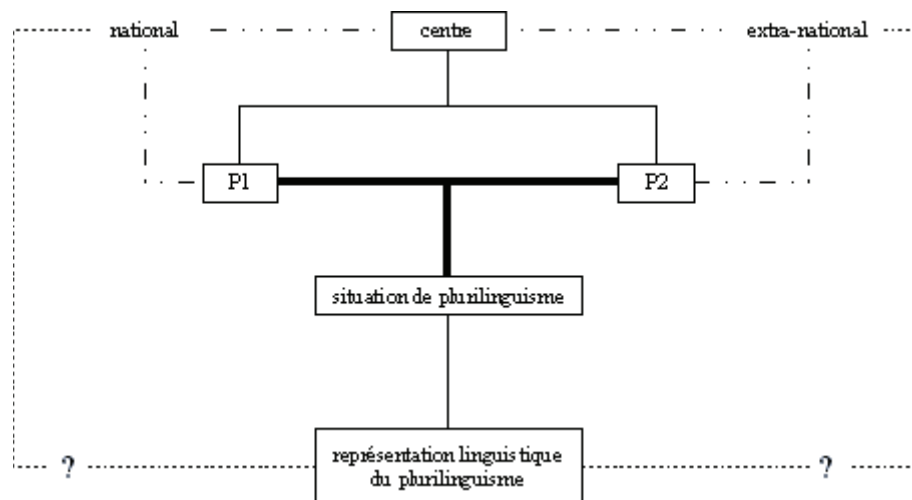 national
centre
extra-national
P1
P2
situation de plurilinguisme
représentation linguistique
du plurilinguisme
?
?